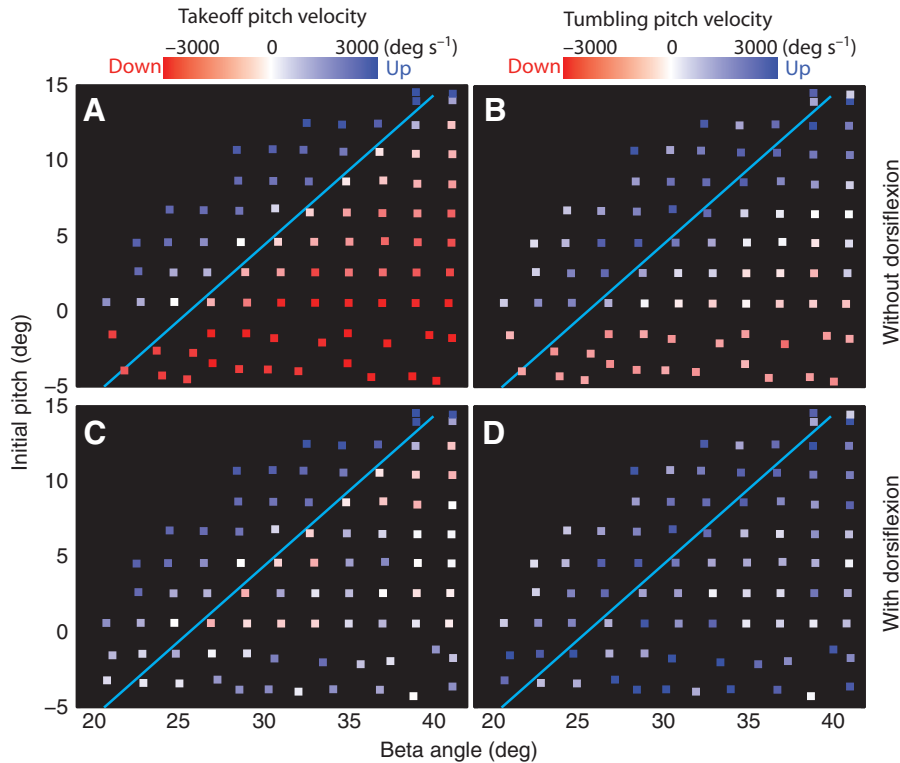 Takeoff pitch velocity
Tumbling pitch velocity
−3000 0 3000 (deg s−1)
−3000 0 3000 (deg s−1)
Down Up
Down Up
15
A
B
10
5
0
−5
Without dorsiflexion
Initial pitch (deg)
15
C
D
10
5
0
−5
With dorsiflexion
20 25 30 35 40
20 25 30 35 40
Beta angle (deg)